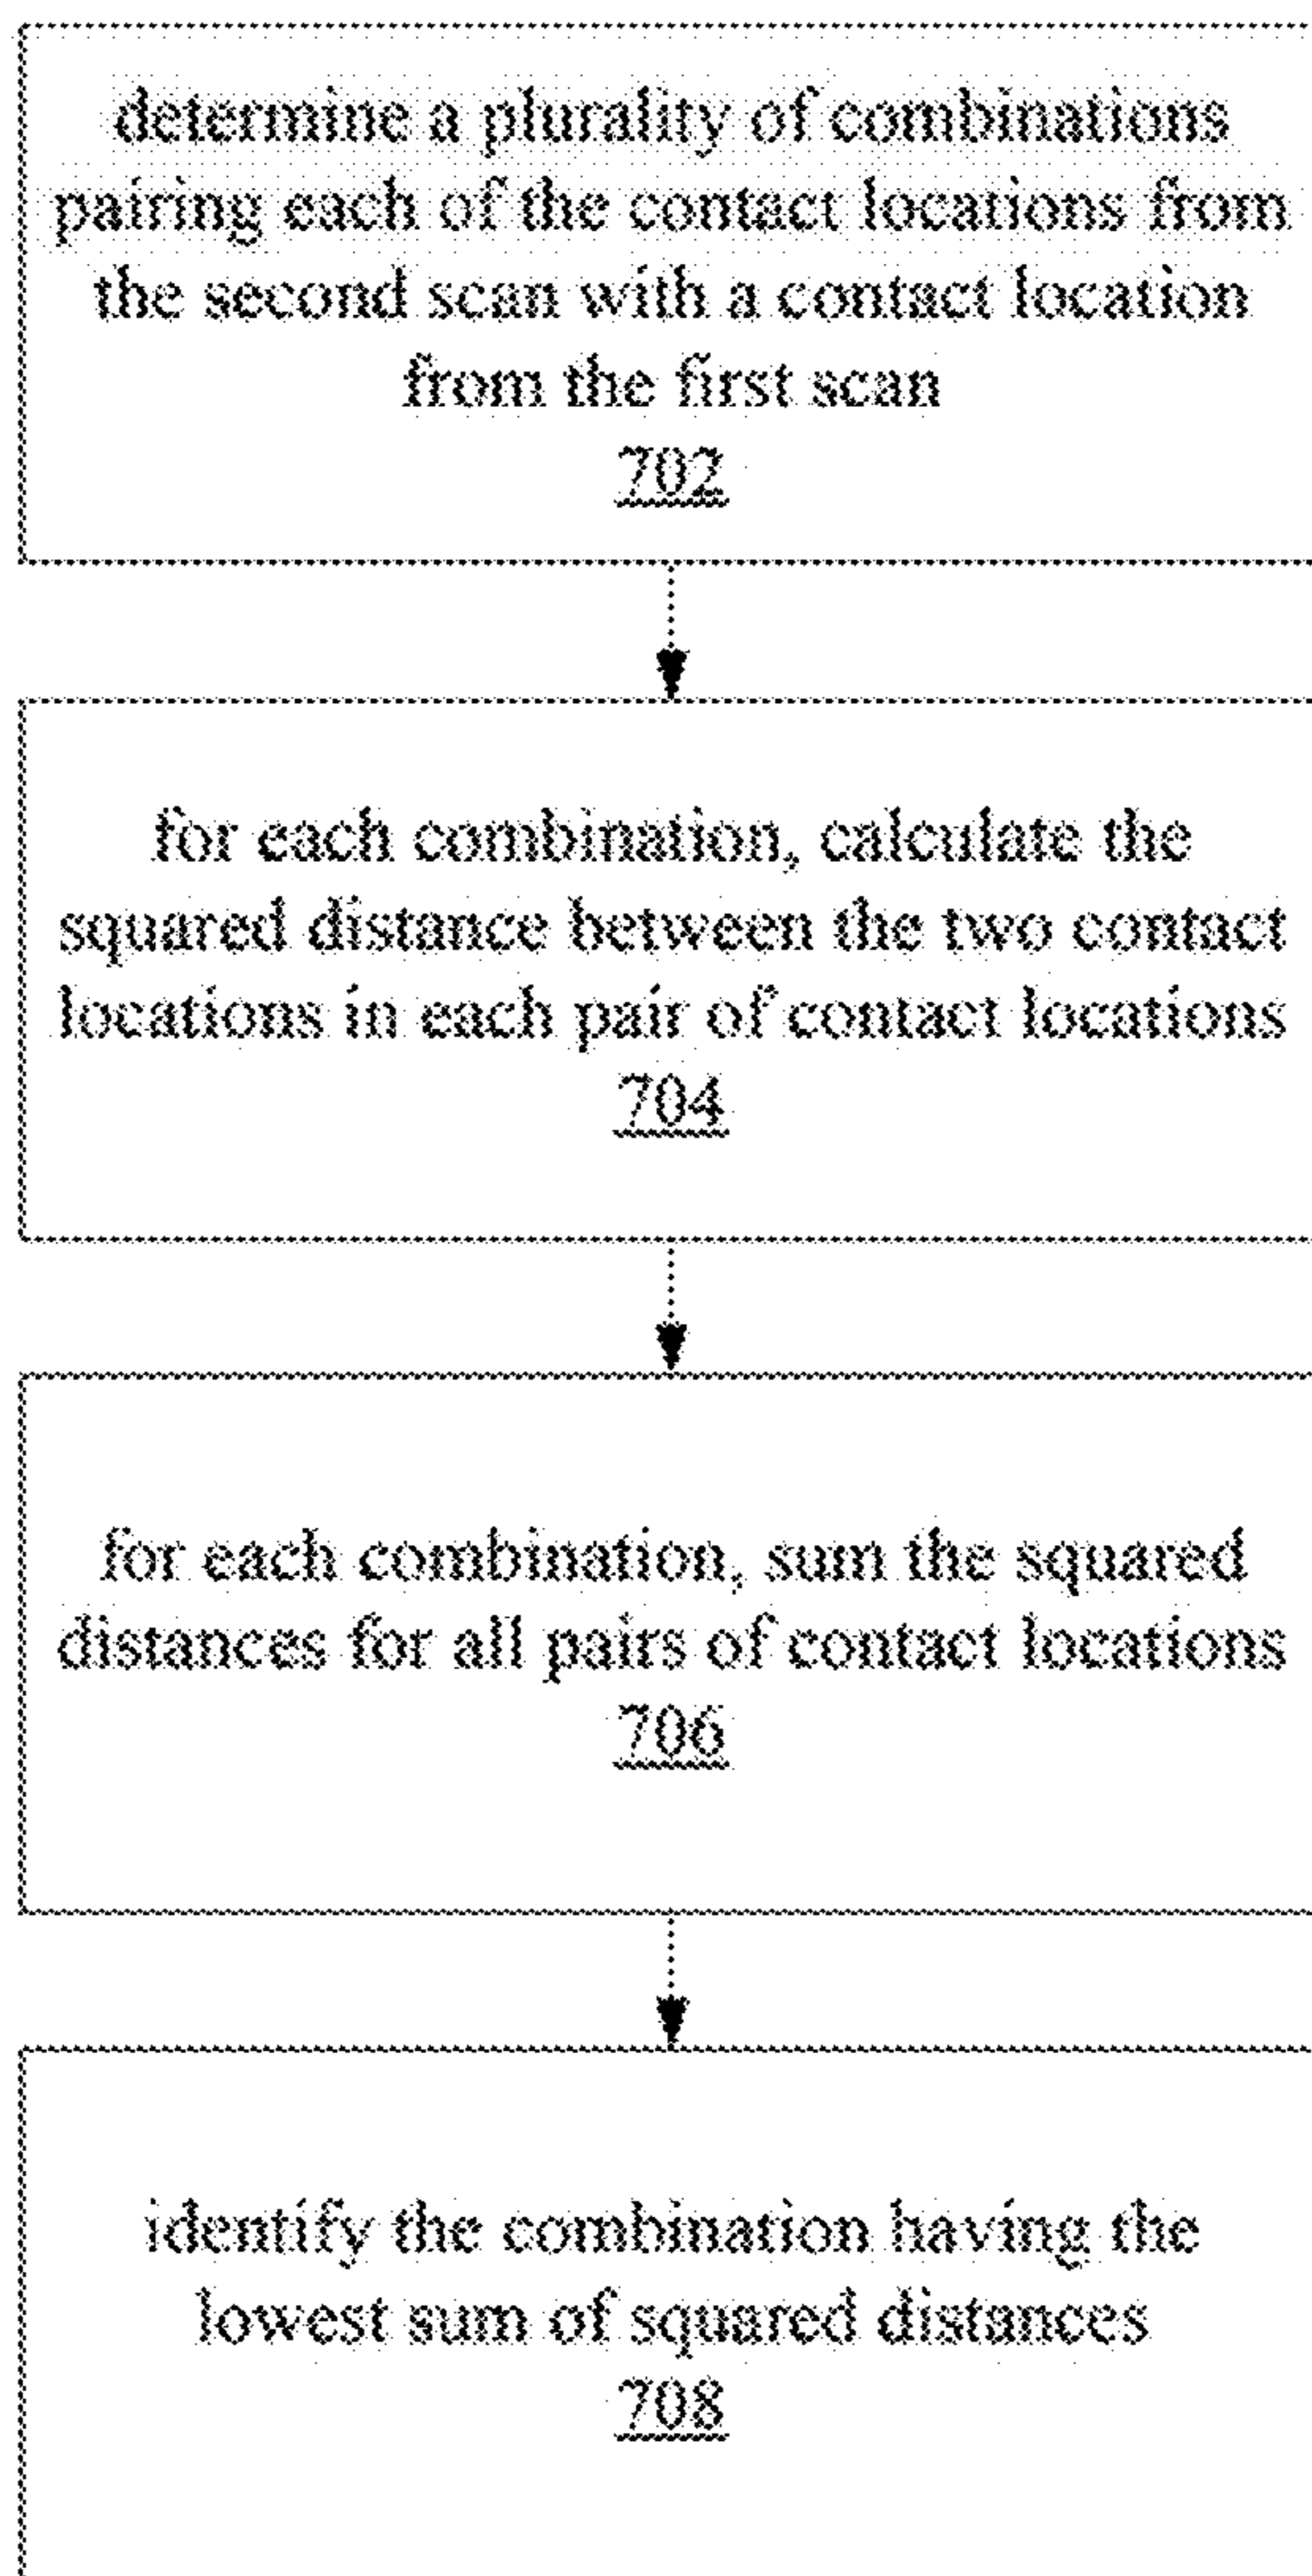 determine a plurality of combinations
pairing each of the contact locations from
the second scan with a contact location
from the first scan
702
for each combination, calculate the
squared distance between the two contact
locations in each pair of contact locations
704
for each combination, sum the squared
distances for all pairs of contact locations
706
identify the combination having the
lowest sum of squared distances
708